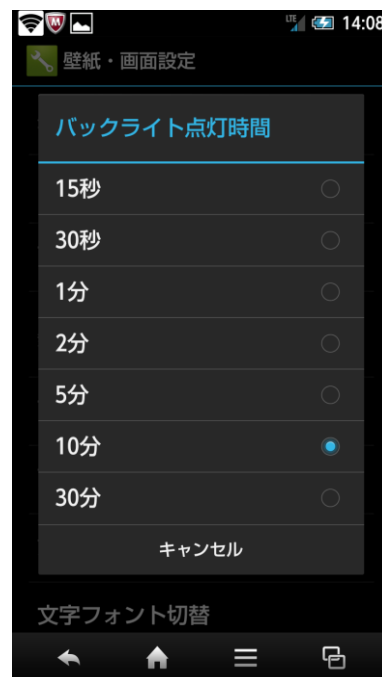 LTE 14:08
壁紙・画面設定
バックライト点灯時間
15秒
30秒
1分
2分
5分
10分
30分
キャンセル
文字フォント切替